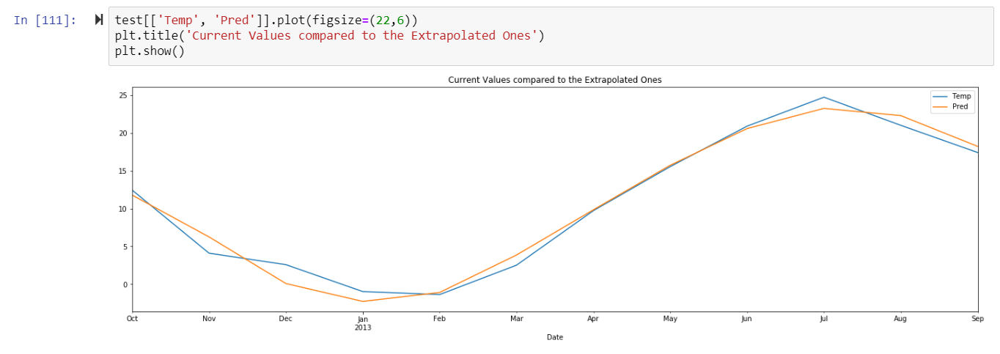 In [111]:
test[['Temp', 'Pred']].plot(figsize=(22,6))
plt.title('Current Values compared to the Extrapolated Ones')
plt.show()
Current Values compared to the Extrapolated Ones
Temp
Pred
25
20
15
10
5
0
Oct Nov Dec Jan Feb Mar Apr May Jun Jul Aug Sep
2013
Date